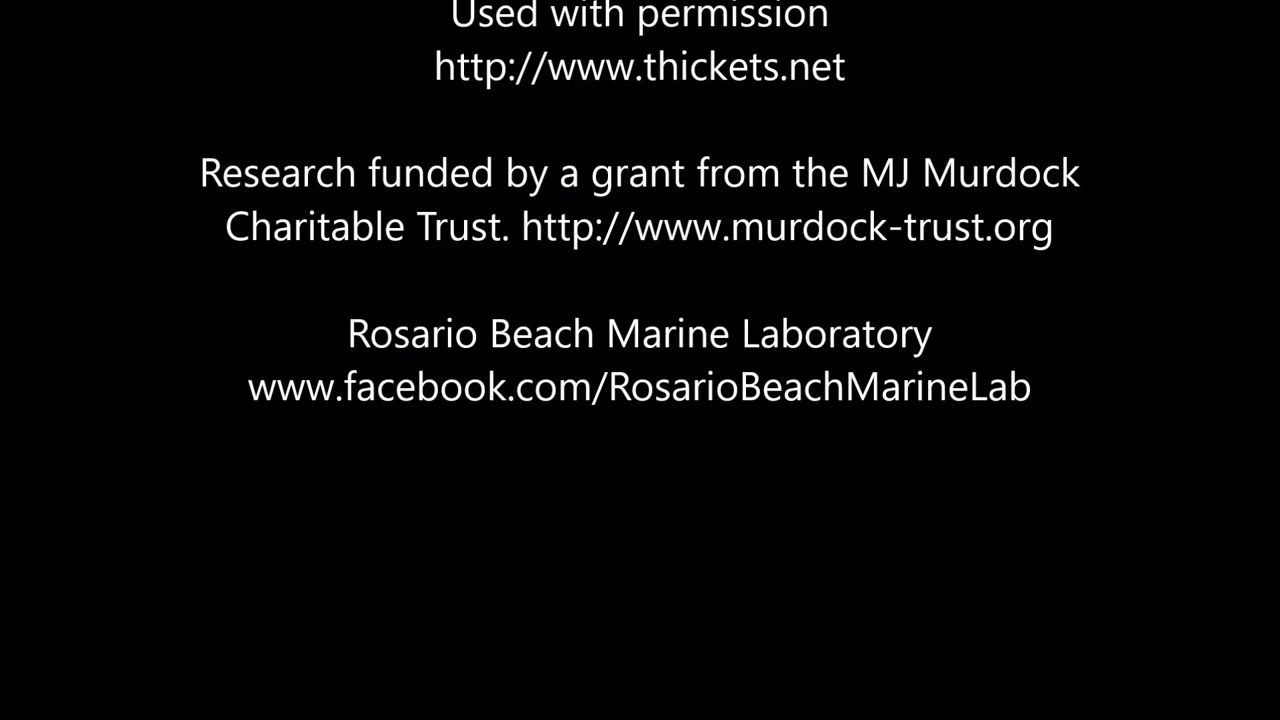 Used with permission
http://www.thickets.net
Research funded by a grant from the MJ Murdock
Charitable Trust. http://www.murdock-trust.org
Rosario Beach Marine Laboratory
www.facebook.com/RosarioBeachMarineLab